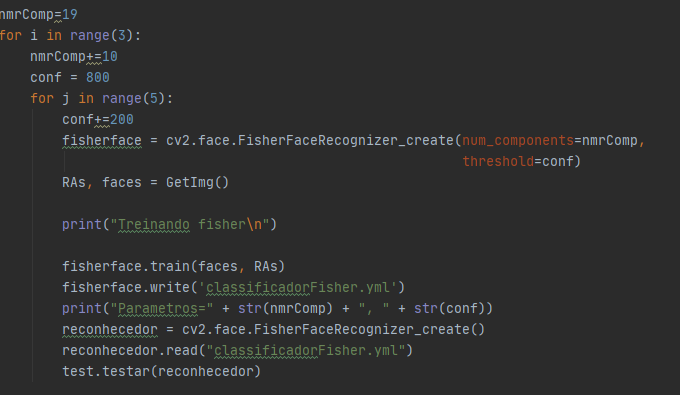 nmrComp=19
for i in range(3):
    nmrComp+=10
    conf = 800
    for j in range(5):
        conf+=200
        fisherface = cv2.face.FisherFaceRecognizer_create(num_components=nmrComp,
                                                          threshold=conf)
        RAs, faces = GetImg()

        print("Treinando fisher\n")

        fisherface.train(faces, RAs)
        fisherface.write('classificadorFisher.yml')
        print("Parametros=" + str(nmrComp) + ", " + str(conf))
        reconhecedor = cv2.face.FisherFaceRecognizer_create()
        reconhecedor.read("classificadorFisher.yml")
        test.testar(reconhecedor)